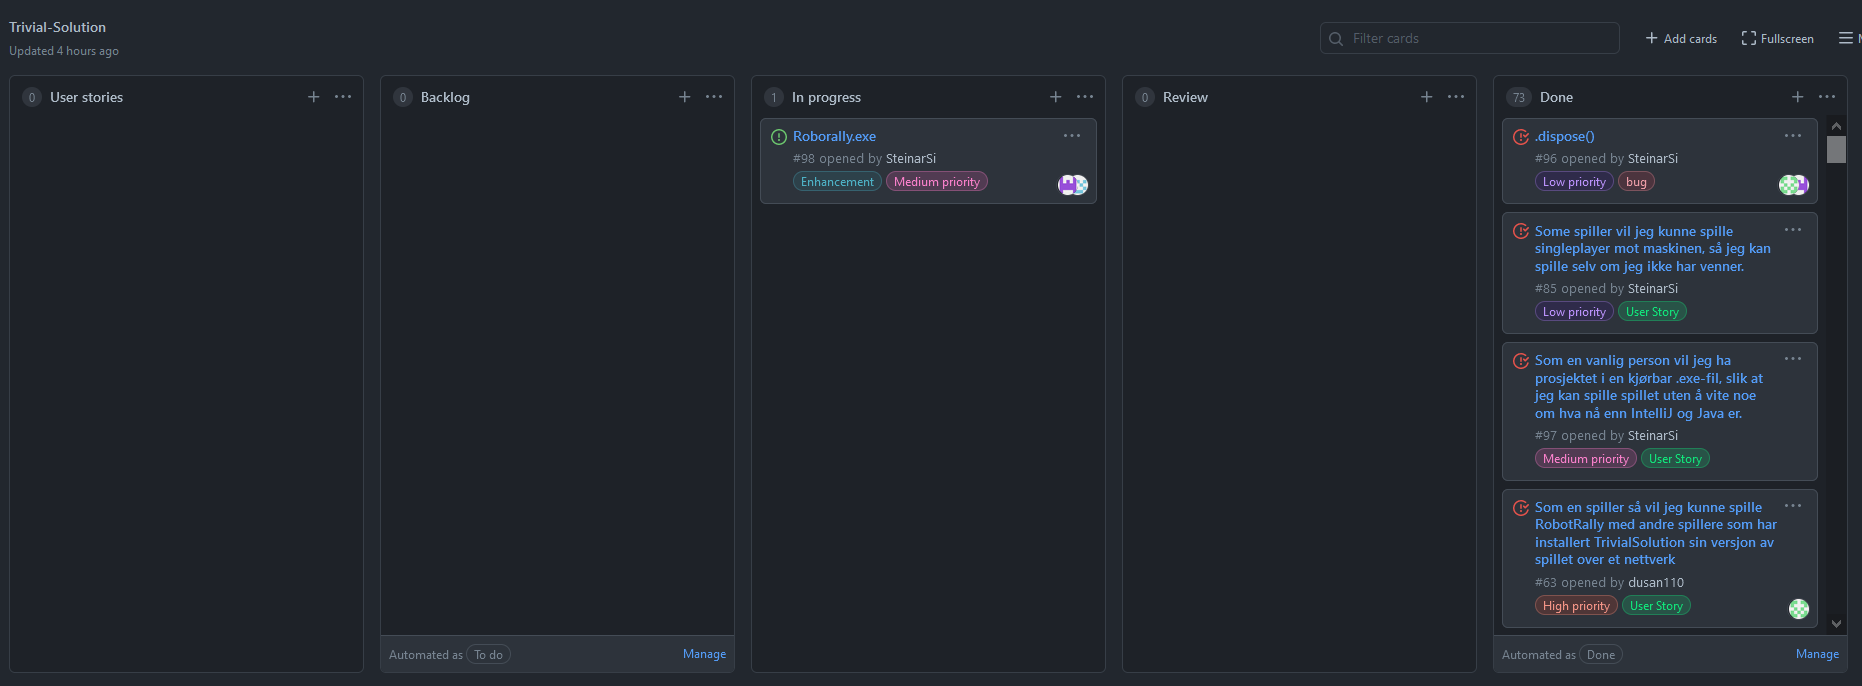 Trivial-Solution
Updated 4 hours ago
Filter cards
Add cards
Fullscreen
0 User stories
0 Backlog
Automated as To do
Manage
1 In progress
Roborally.exe
#98 opened by SteinarSi
Enhancement Medium priority
0 Review
73 Done
.dispose()
#96 opened by SteinarSi
Low priority bug
Some spiller vil jeg kunne spille
singleplayer mot maskinen, så jeg kan
spille selv om jeg ikke har venner.
#85 opened by SteinarSi
Low priority User Story
Som en vanlig person vil jeg ha
prosjektet i en kjørbar .exe-fil, slik at
jeg kan spille spillet uten å vite noe
om hva nå enn IntelliJ og Java er.
#97 opened by SteinarSi
Medium priority User Story
Som en spiller så vil jeg kunne spille
RobotRally med andre spillere som har
installert TrivialSolution sin versjon av
spillet over et nettverk
#63 opened by dusan110
High priority User Story
Automated as Done
Manage